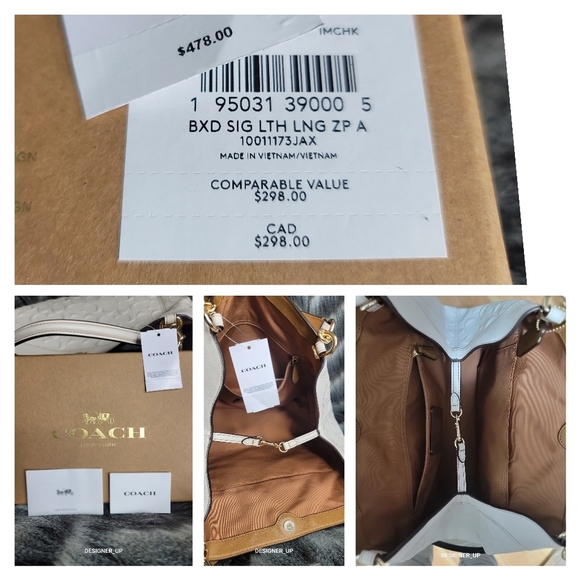 $478.00
IMCHK
1 95031 39000 5
BXD SIG LTH LNG ZP A
10011173JAX
MADE IN VIETNAM/VIETNAM
COMPARABLE VALUE
$298.00
CAD
$298.00
COACH
COACH
COACH
COACH
DESIGNER_UP
DESIGNER_UP
DESIGNER_UP